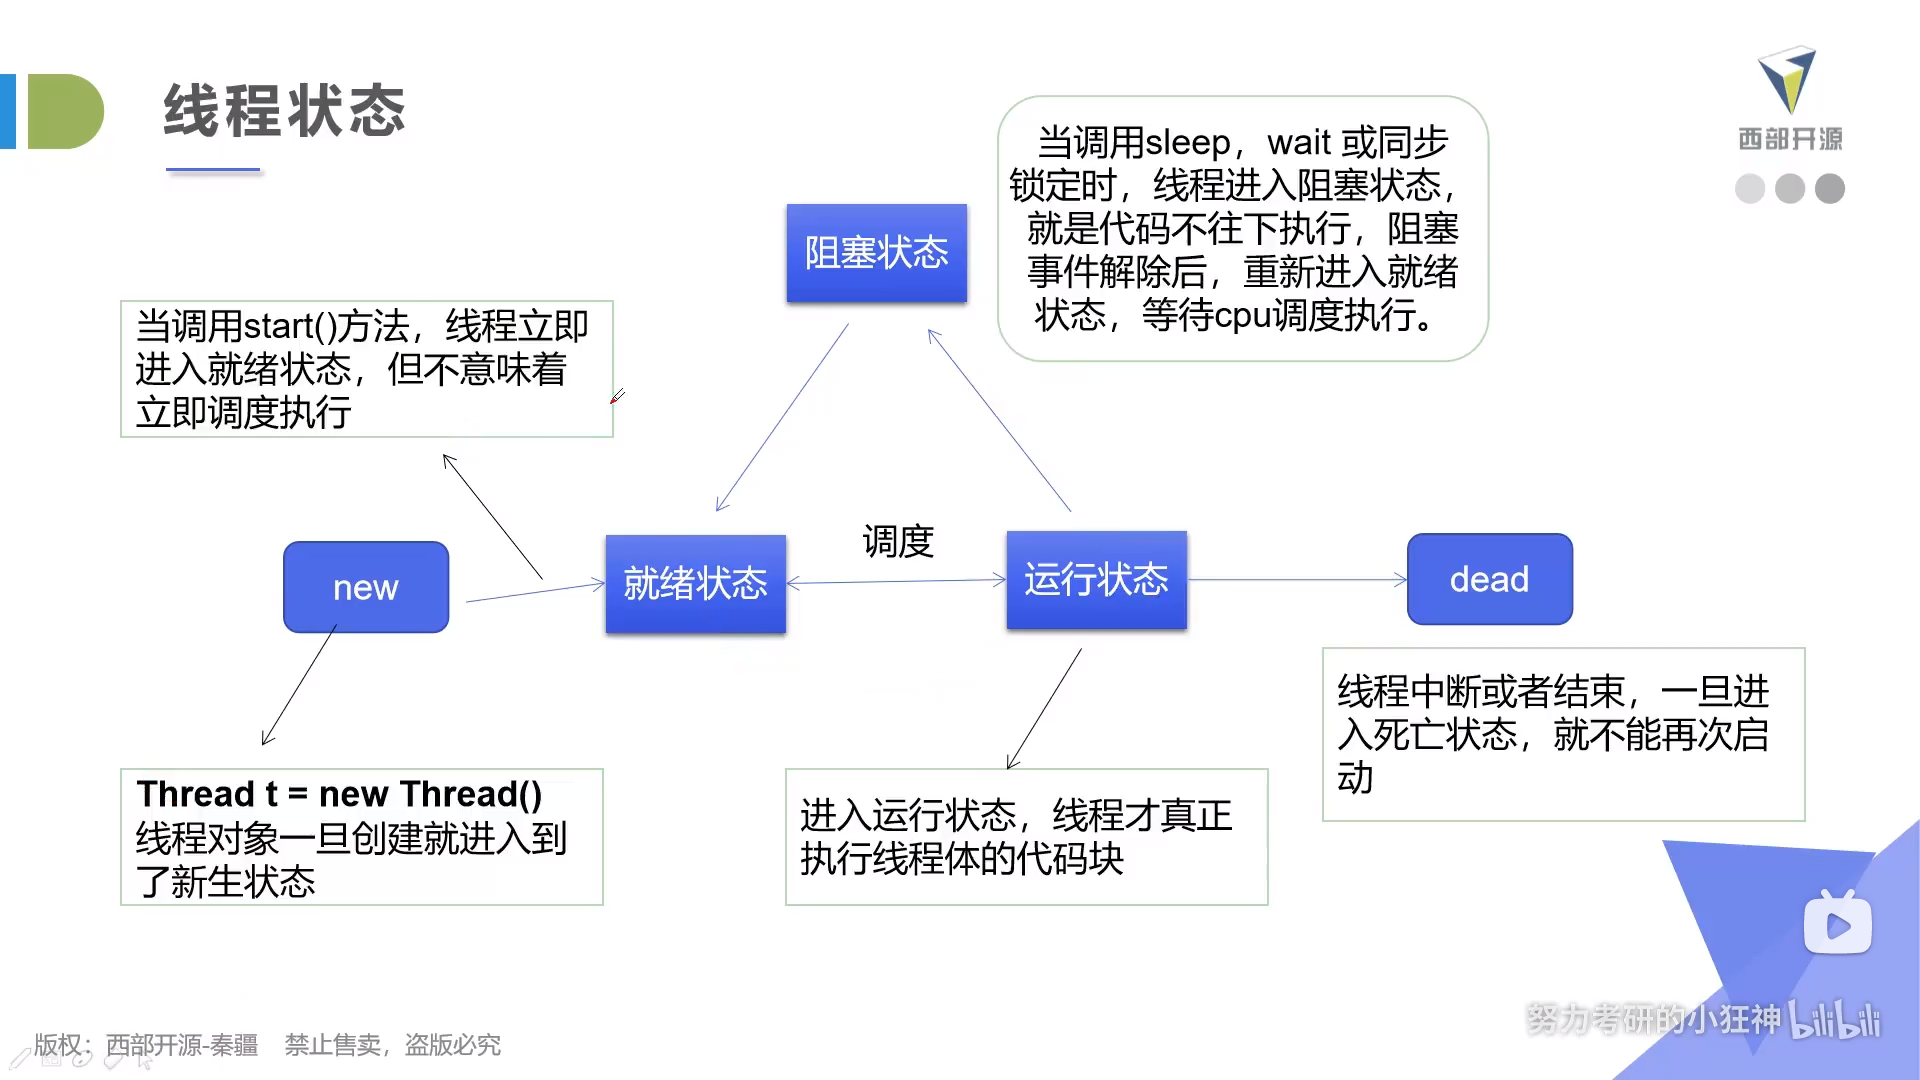 线程状态
西部开源
当调用sleep，wait 或同步
锁定时，线程进入阻塞状态，
就是代码不往下执行，阻塞
事件解除后，重新进入就绪
状态，等待cpu调度执行。
阻塞状态
当调用start()方法，线程立即
进入就绪状态，但不意味着
立即调度执行
new
就绪状态
调度
运行状态
dead
线程中断或者结束，一旦进
入死亡状态，就不能再次启
动
Thread t = new Thread()
线程对象一旦创建就进入到
了新生状态
进入运行状态，线程才真正
执行线程体的代码块
努力考研的小狂神 bilibili
版权：西部开源-秦疆 禁止售卖，盗版必究